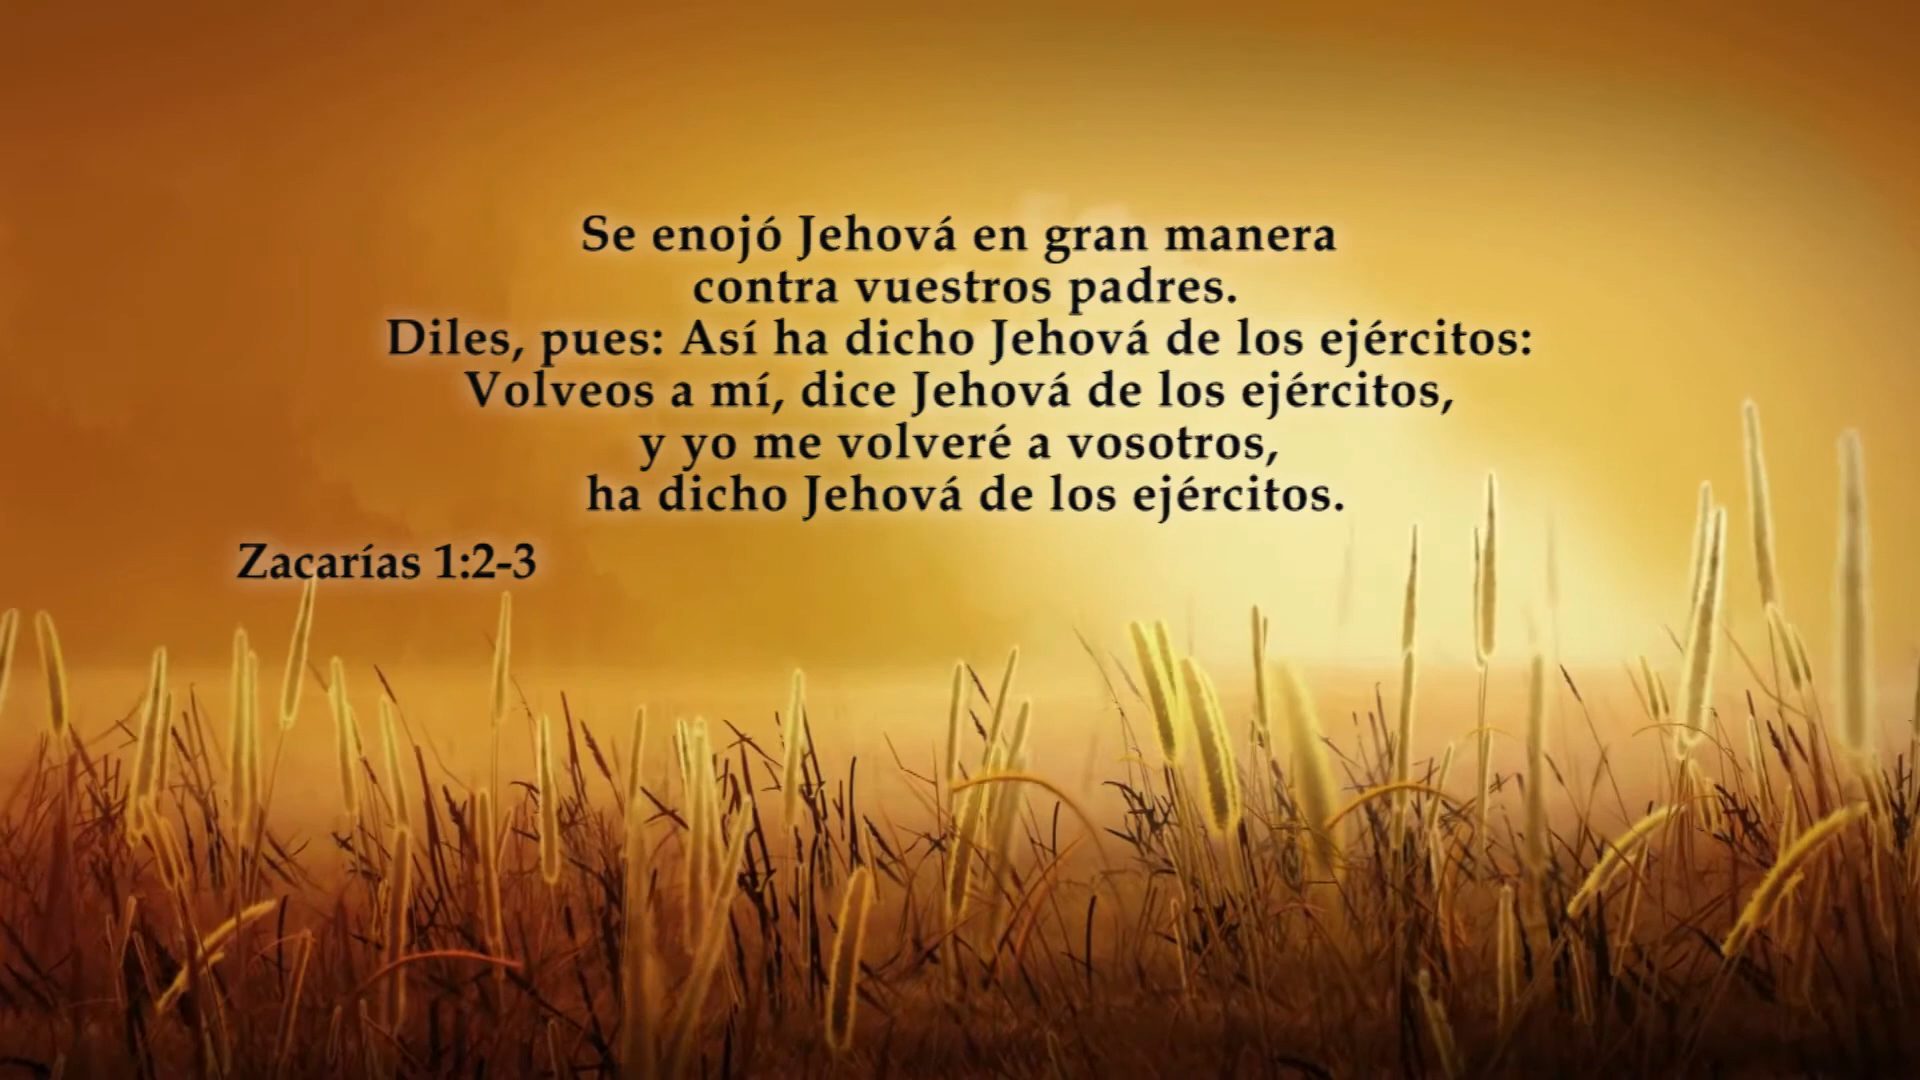 Se enojó Jehová en gran manera
contra vuestros padres.
Diles, pues: Así ha dicho Jehová de los ejércitos:
Volveos a mí, dice Jehová de los ejércitos,
y yo me volveré a vosotros,
ha dicho Jehová de los ejércitos.
Zacarías 1:2-3